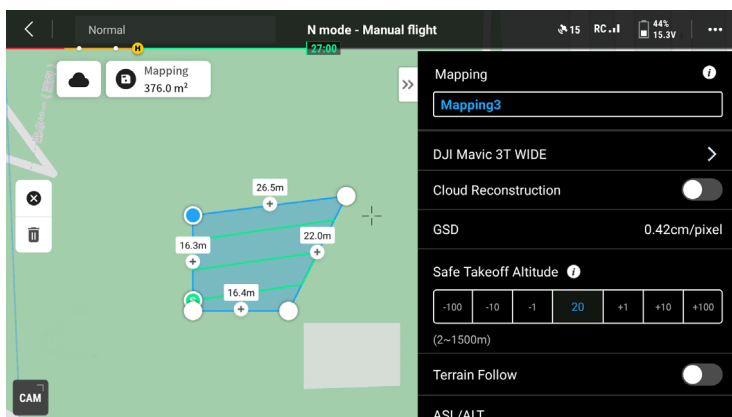 Normal
N mode - Manual flight
15
RC
44%
15.3V
H
27:00
Mapping
376.0 m²
26.5m
16.3m
22.0m
16.4m
S
CAM
Mapping
Mapping3
DJI Mavic 3T WIDE
Cloud Reconstruction
GSD 0.42cm/pixel
Safe Takeoff Altitude
-100 -10 -1 20 +1 +10 +100
(2~1500m)
Terrain Follow
ASL/ALT